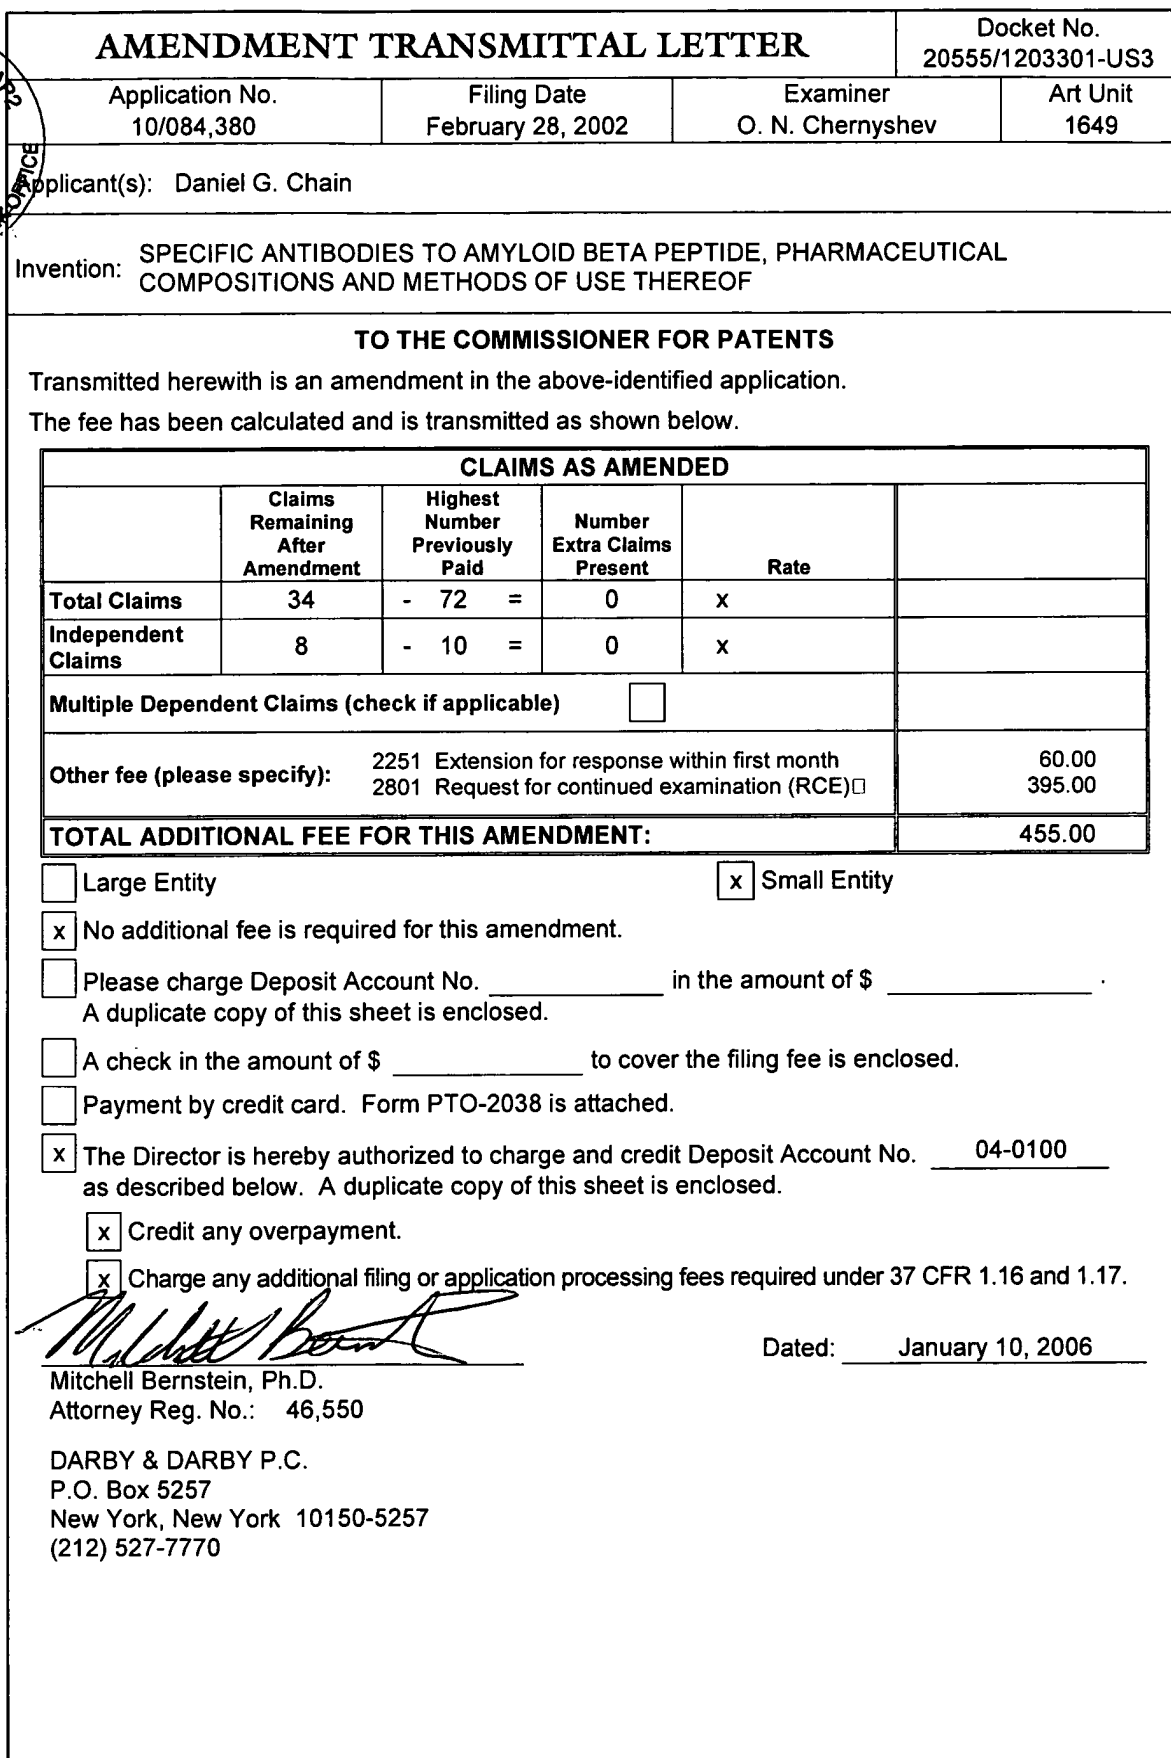 AMENDMENT TRANSMITTAL LETTER
Docket No.
20555/1203301-US3
Application No.
10/084,380
Filing Date
February 28, 2002
Examiner
O. N. Chernyshev
Art Unit
1649
OFFICE
Applicant(s): Daniel G. Chain
Invention: SPECIFIC ANTIBODIES TO AMYLOID BETA PEPTIDE, PHARMACEUTICAL
COMPOSITIONS AND METHODS OF USE THEREOF
TO THE COMMISSIONER FOR PATENTS
Transmitted herewith is an amendment in the above-identified application.
The fee has been calculated and is transmitted as shown below.
CLAIMS AS AMENDED
Claims
Remaining
After
Amendment
Highest
Number
Previously
Paid
Number
Extra Claims
Present
Rate
Total Claims 34 - 72 = 0 x
Independent
Claims 8 - 10 = 0 x
Multiple Dependent Claims (check if applicable)
Other fee (please specify):
2251 Extension for response within first month 60.00
2801 Request for continued examination (RCE) 395.00
TOTAL ADDITIONAL FEE FOR THIS AMENDMENT: 455.00
Large Entity
x Small Entity
x No additional fee is required for this amendment.
Please charge Deposit Account No. in the amount of $ .
A duplicate copy of this sheet is enclosed.
A check in the amount of $ to cover the filing fee is enclosed.
Payment by credit card. Form PTO-2038 is attached.
x The Director is hereby authorized to charge and credit Deposit Account No. 04-0100
as described below. A duplicate copy of this sheet is enclosed.
x Credit any overpayment.
x Charge any additional filing or application processing fees required under 37 CFR 1.16 and 1.17.
Dated: January 10, 2006
Mitchell Bernstein, Ph.D.
Attorney Reg. No.: 46,550
DARBY & DARBY P.C.
P.O. Box 5257
New York, New York 10150-5257
(212) 527-7770